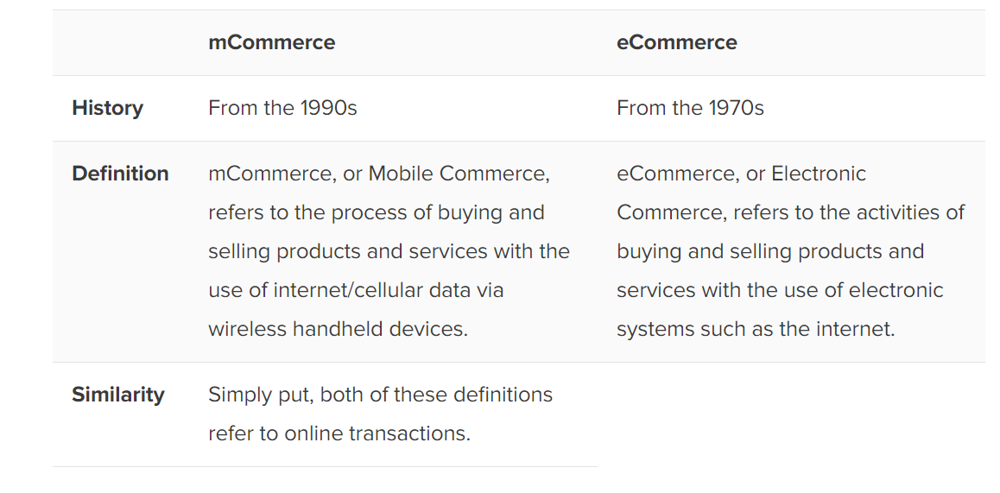 mCommerce eCommerce
History From the 1990s From the 1970s
Definition mCommerce, or Mobile Commerce, eCommerce, or Electronic
refers to the process of buying and Commerce, refers to the activities of
selling products and services with the buying and selling products and
use of internet/cellular data via services with the use of electronic
wireless handheld devices. systems such as the internet.
Similarity Simply put, both of these definitions
refer to online transactions.